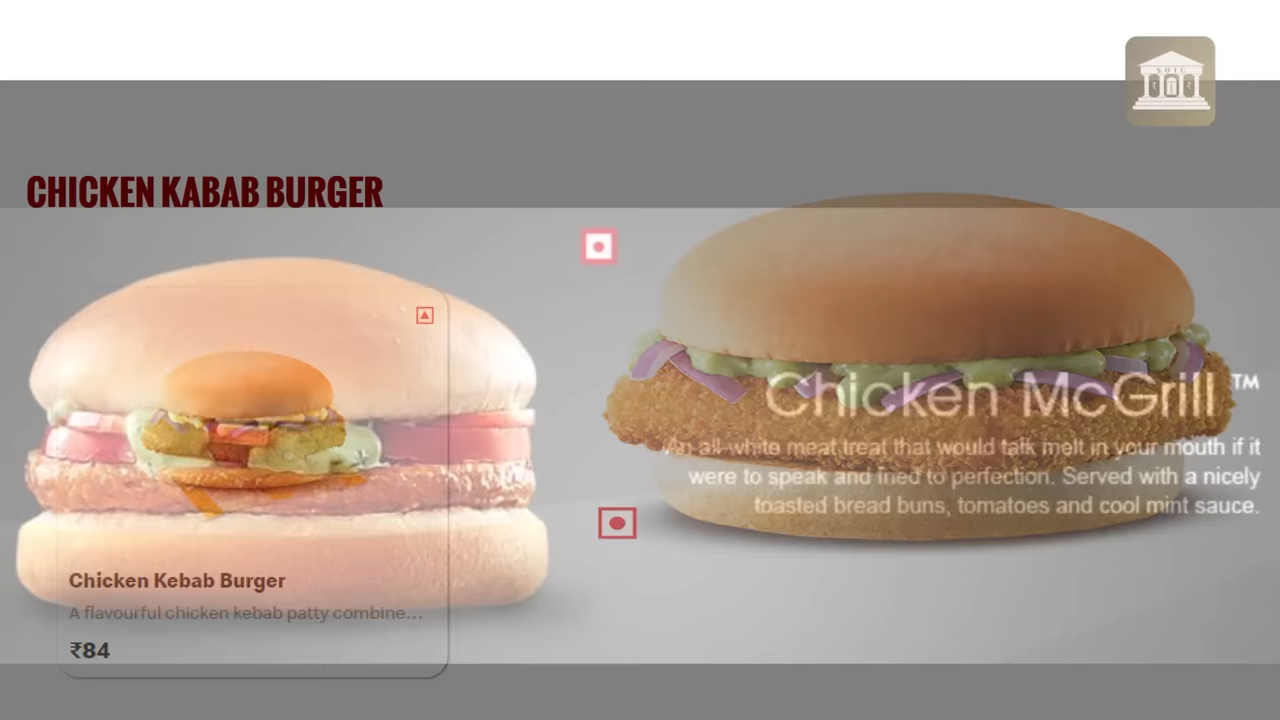 SOIC
CHICKEN KABAB BURGER
Chicken McGrill™
An all-white meat treat that would talk melt in your mouth if it
were to speak and fried to perfection. Served with a nicely
toasted bread buns, tomatoes and cool mint sauce.
Chicken Kebab Burger
A flavourful chicken kebab patty combine...
₹84